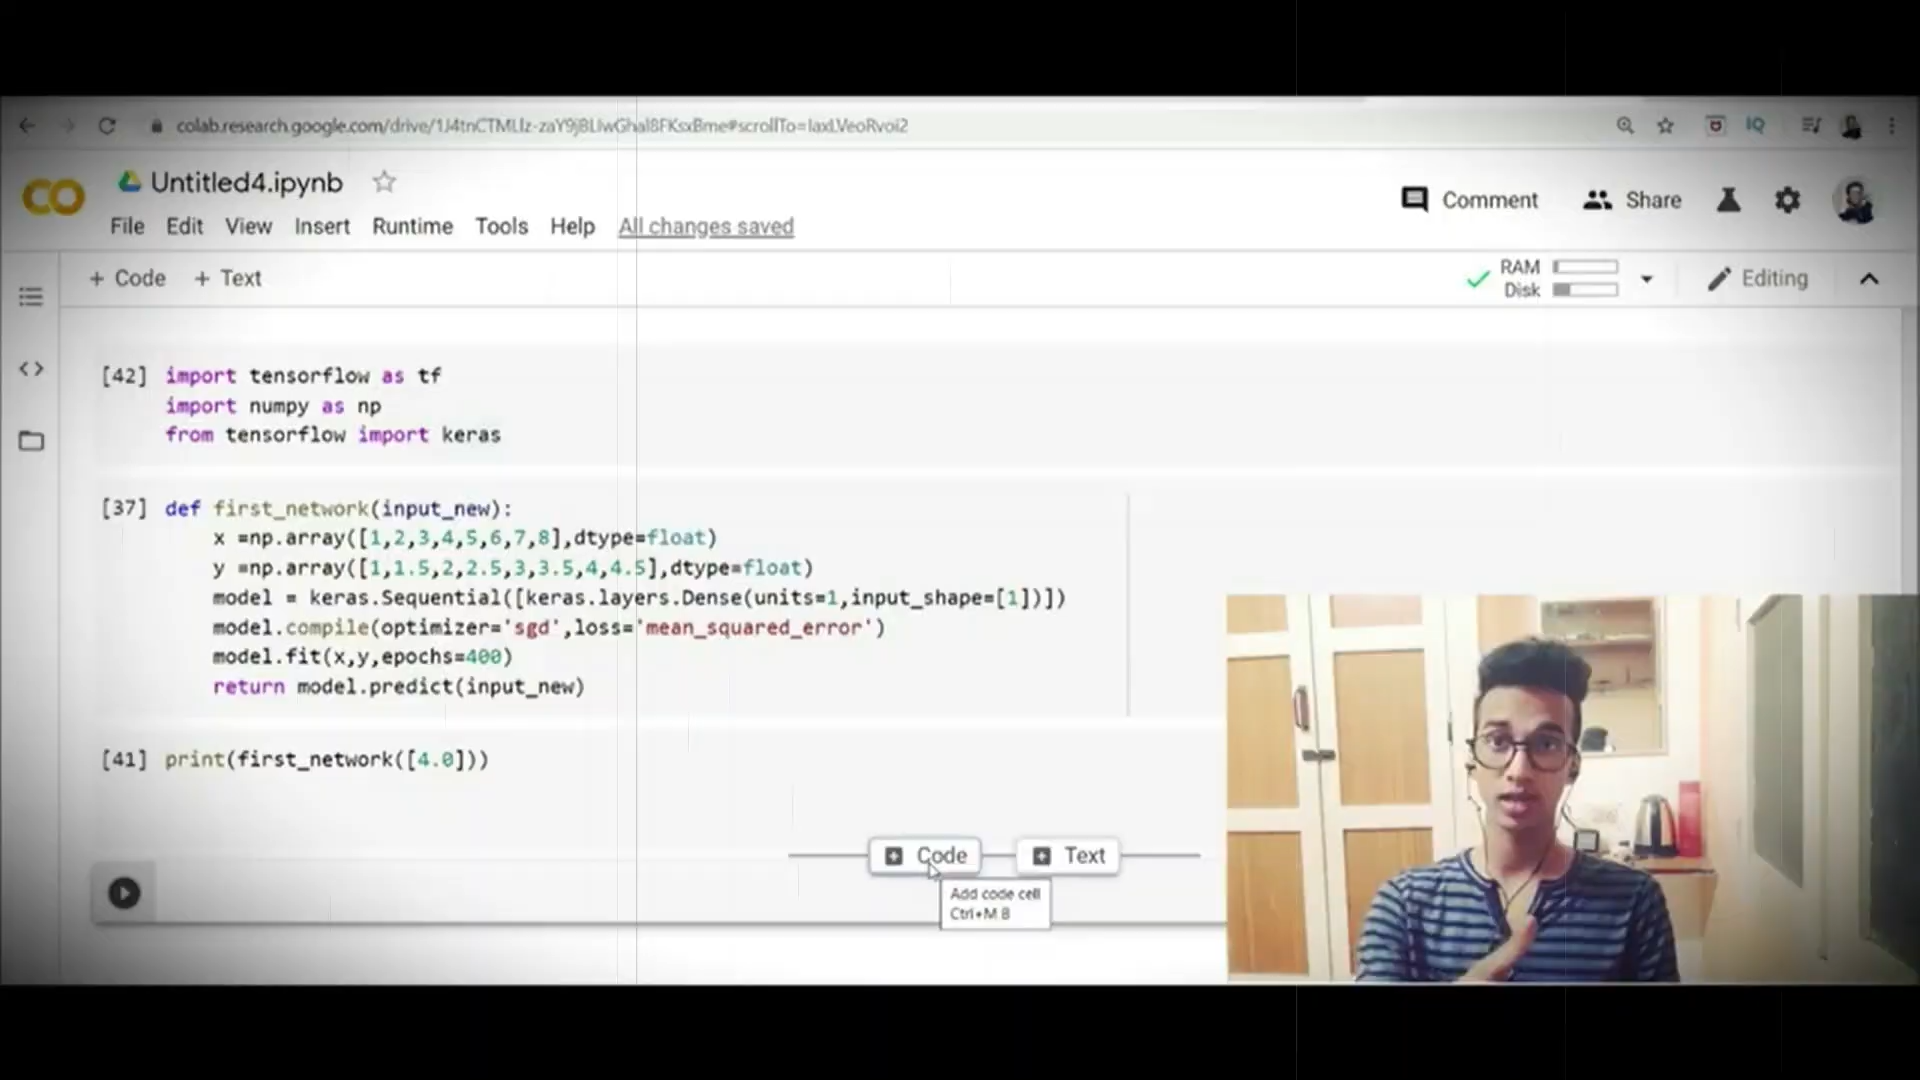 colab.research.google.com/drive/
Untitled4.ipynb
Comment
Share
File Edit View Insert Runtime Tools Help All changes saved
+ Code + Text
RAM
Disk
Editing
[42] import tensorflow as tf
import numpy as np
from tensorflow import keras
[37] def first_network(input_new):
x =np.array([1,2,3,4,5,6,7,8],dtype=float)
y =np.array([1,1.5,2,2.5,3,3.5,4,4.5],dtype=float)
model = keras.Sequential([keras.layers.Dense(units=1,input_shape=[1])])
model.compile(optimizer='sgd',loss='mean_squared_error')
model.fit(x,y,epochs=400)
return model.predict(input_new)
[41] print(first_network([4.0]))
Code
Text
Add code cell
Ctrl+M B